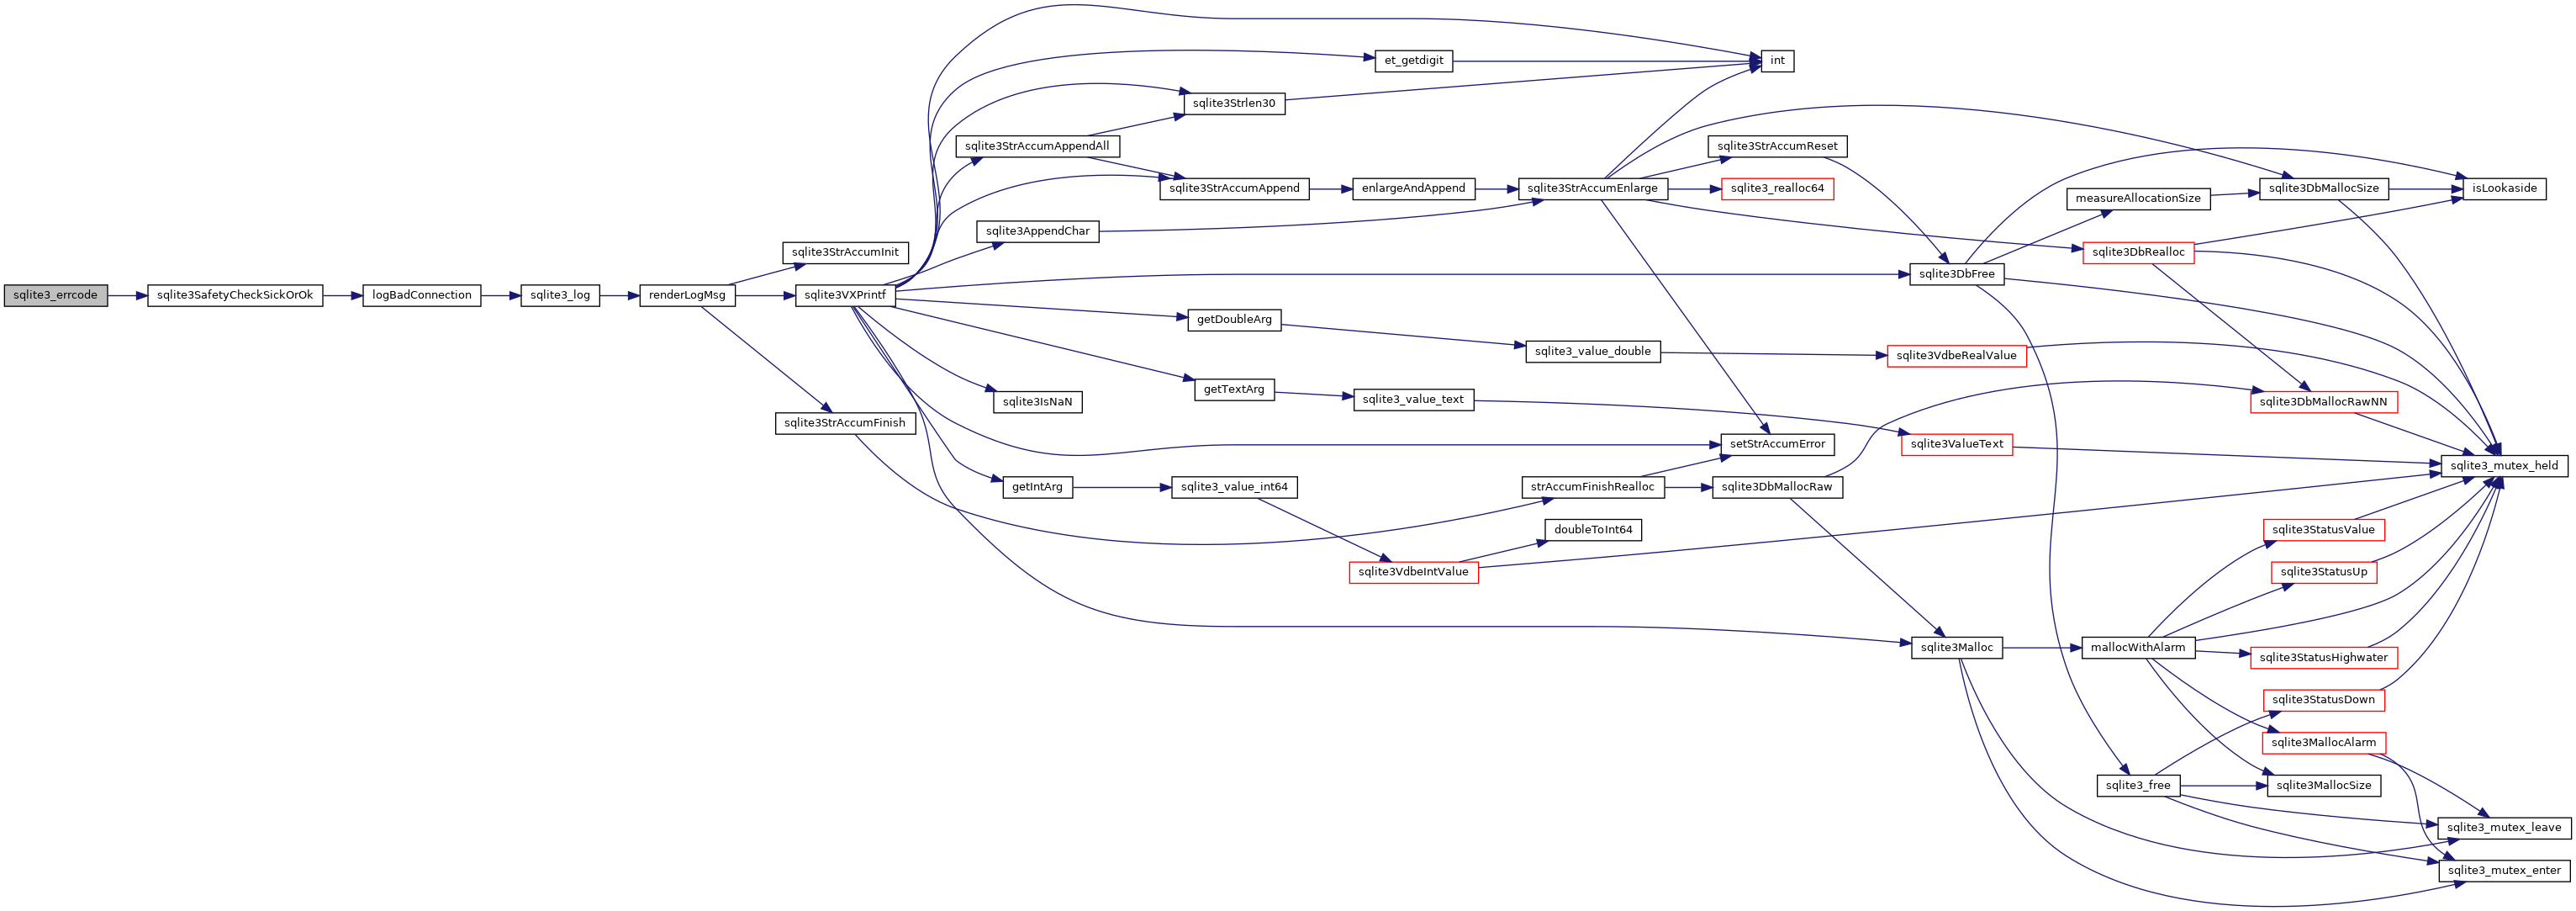 sqlite3_errcode
sqlite3SafetyCheckSickOrOk
logBadConnection
sqlite3_log
renderLogMsg
sqlite3StrAccumInit
sqlite3VXPrintf
sqlite3StrAccumFinish
sqlite3StrAccumAppendAll
sqlite3AppendChar
sqlite3IsNaN
getIntArg
et_getdigit
sqlite3Strlen30
sqlite3StrAccumAppend
enlargeAndAppend
getDoubleArg
getTextArg
sqlite3_value_text
sqlite3_value_int64
sqlite3VdbeIntValue
sqlite3StrAccumEnlarge
sqlite3_value_double
strAccumFinishRealloc
doubleToInt64
int
sqlite3StrAccumReset
sqlite3_realloc64
setStrAccumError
sqlite3DbMallocRaw
sqlite3DbFree
sqlite3VdbeRealValue
sqlite3ValueText
sqlite3Malloc
measureAllocationSize
sqlite3DbRealloc
mallocWithAlarm
sqlite3_free
sqlite3DbMallocSize
sqlite3DbMallocRawNN
sqlite3StatusValue
sqlite3StatusUp
sqlite3StatusHighwater
sqlite3StatusDown
sqlite3MallocAlarm
sqlite3MallocSize
isLookaside
sqlite3_mutex_held
sqlite3_mutex_leave
sqlite3_mutex_enter